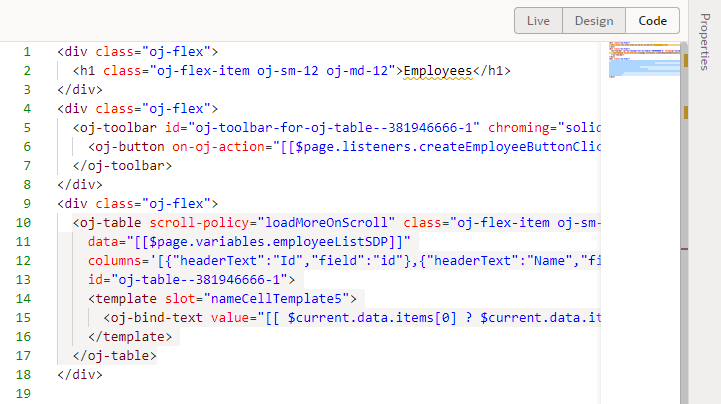 Live Design Code
Properties
1 <div class="oj-flex">
2 <h1 class="oj-flex-item oj-sm-12 oj-md-12">Employees</h1>
3 </div>
4 <div class="oj-flex">
5 <oj-toolbar id="oj-toolbar-for-oj-table--381946666-1" chroming="solid
6 <oj-button on-oj-action="[[$page.listeners.createEmployeeButtonClic
7 </oj-toolbar>
8 </div>
9 <div class="oj-flex">
10 <oj-table scroll-policy="loadMoreOnScroll" class="oj-flex-item oj-sm-
11 data="[[$page.variables.employeeListSDP]]"
12 columns='[{"headerText":"Id","field":"id"},{"headerText":"Name","fi
13 id="oj-table--381946666-1">
14 <template slot="nameCellTemplate5">
15 <oj-bind-text value="[[ $current.data.items[0] ? $current.data.it
16 </template>
17 </oj-table>
18 </div>
19